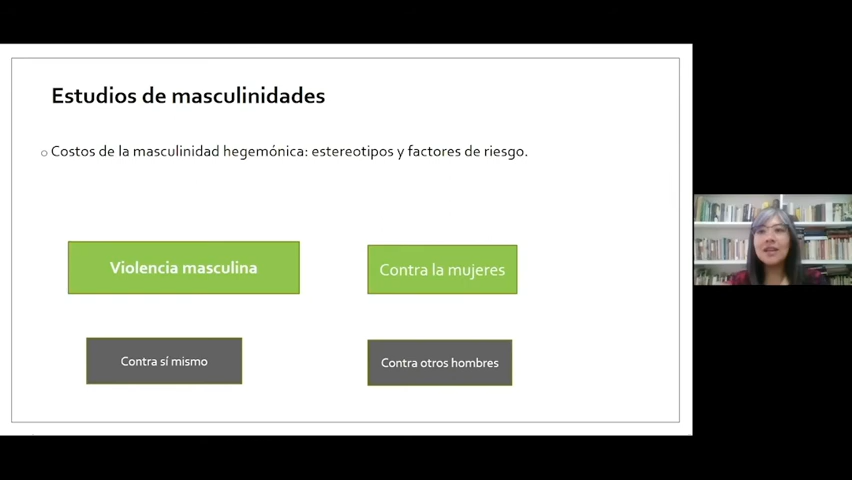 Estudios de masculinidades
Costos de la masculinidad hegemónica: estereotipos y factores de riesgo.
Violencia masculina
Contra la mujeres
Contra sí mismo
Contra otros hombres